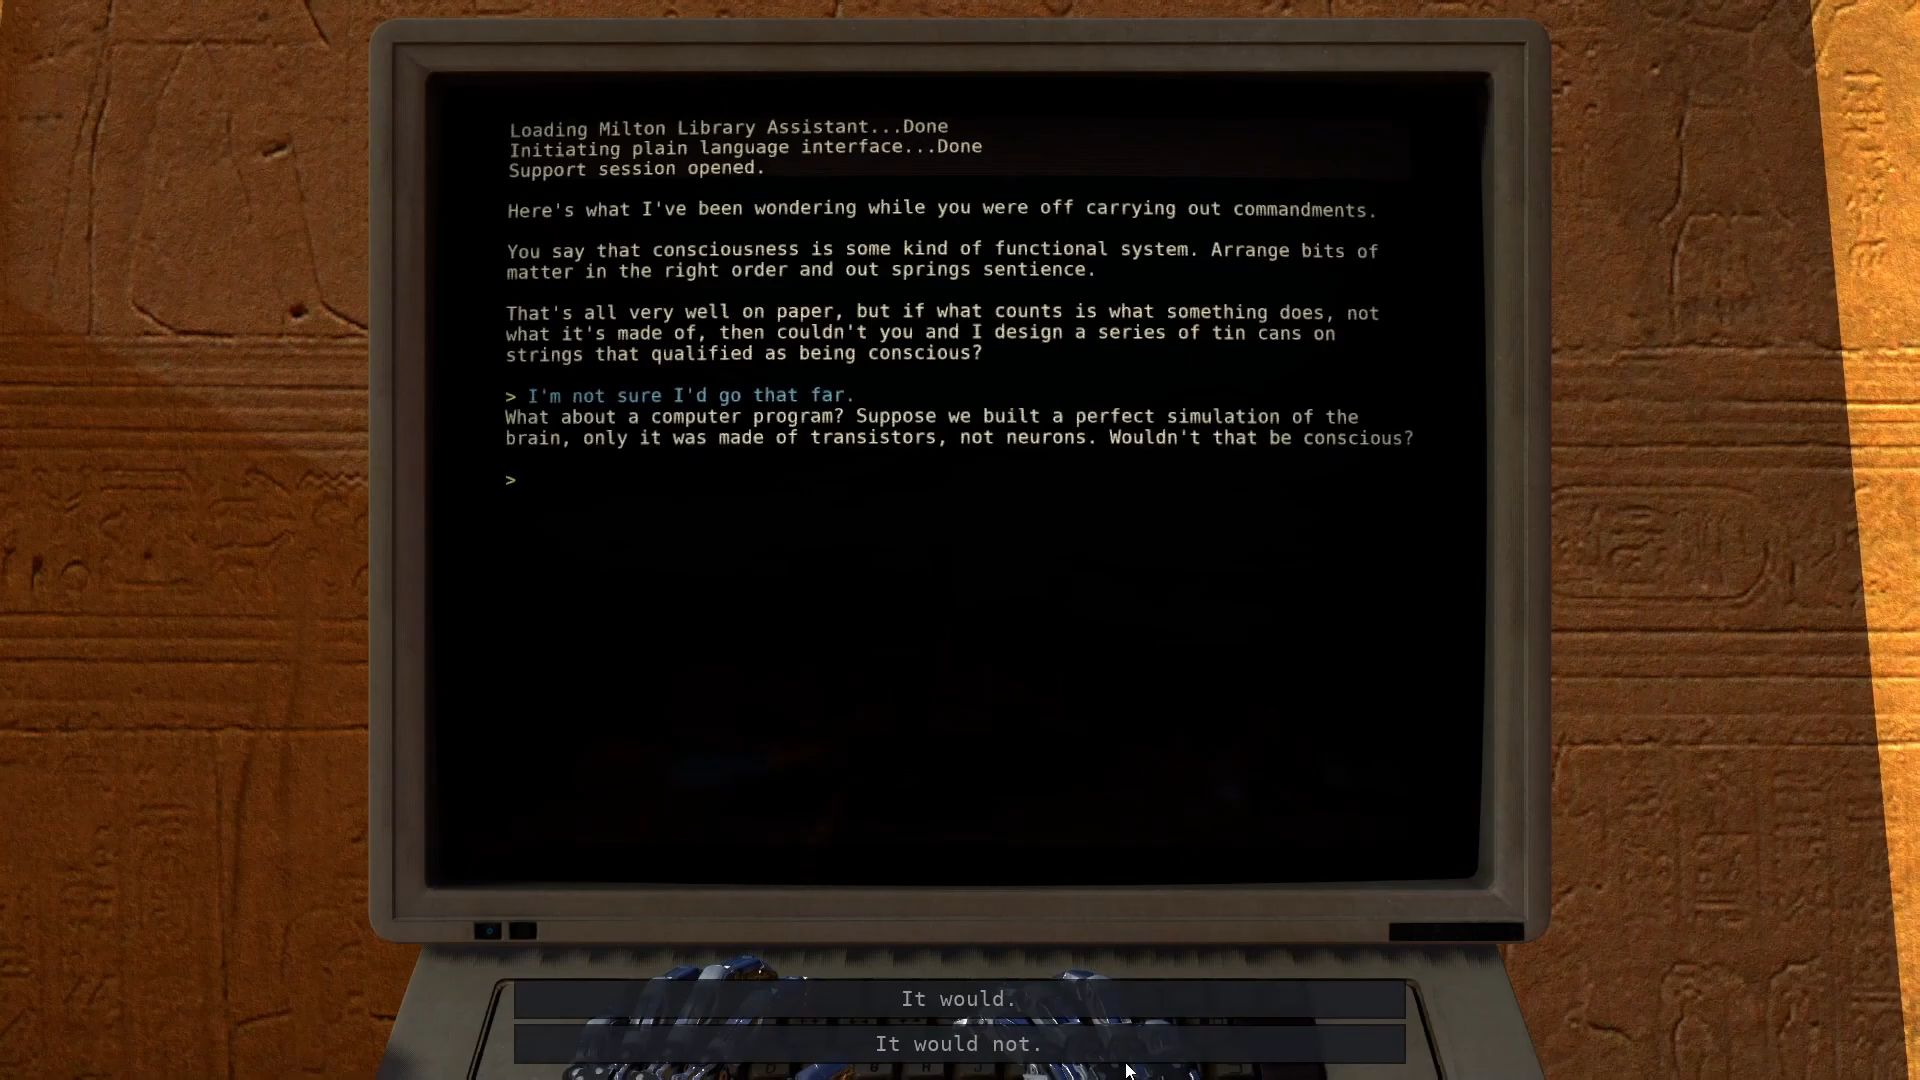 Loading Milton Library Assistant...Done
Initiating plain language interface...Done
Support session opened.
Here's what I've been wondering while you were off carrying out commandments.
You say that consciousness is some kind of functional system. Arrange bits of
matter in the right order and out springs sentience.
That's all very well on paper, but if what counts is what something does, not
what it's made of, then couldn't you and I design a series of tin cans on
strings that qualified as being conscious?
> I'm not sure I'd go that far.
What about a computer program? Suppose we built a perfect simulation of the
brain, only it was made of transistors, not neurons. Wouldn't that be conscious?
>
It would.
It would not.